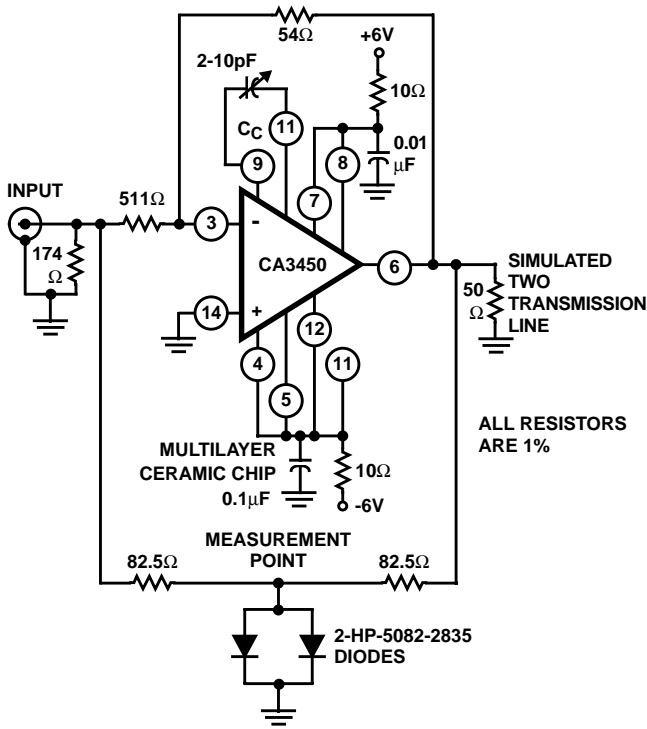 54Ω
+6V
2-10pF
10Ω
CC
11
0.01
µF
9
8
7
INPUT
511Ω
3
-
174
Ω
CA3450
6
SIMULATED
TWO
TRANSMISSION
LINE
50
Ω
14
+
12
4
11
5
ALL RESISTORS
ARE 1%
MULTILAYER
CERAMIC CHIP
0.1µF
10Ω
-6V
MEASUREMENT
POINT
82.5Ω
82.5Ω
2-HP-5082-2835
DIODES